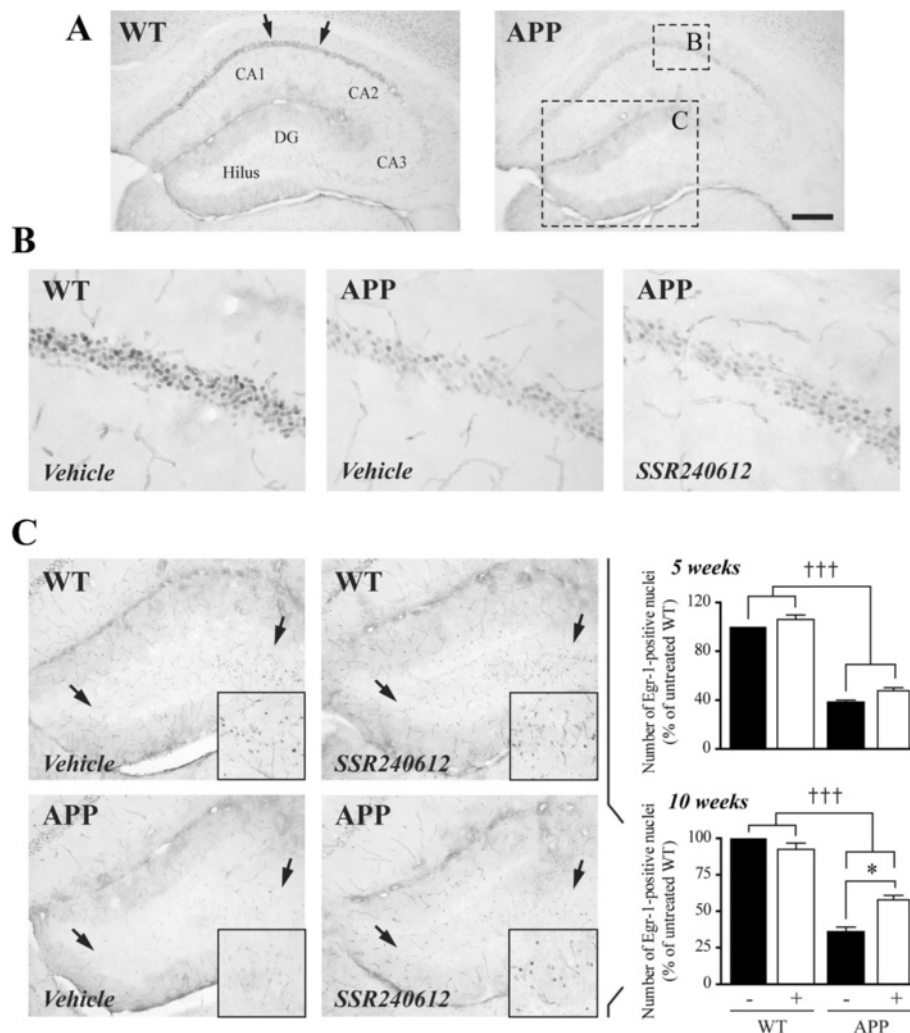 A
WT
CA1
CA2
DG
CA3
Hilus
APP
B
C
B
WT
Vehicle
APP
Vehicle
APP
SSR240612
C
WT
Vehicle
WT
SSR240612
APP
Vehicle
APP
SSR240612
5 weeks
†††
Number of Egr-1-positive nuclei
(% of untreated WT)
120
80
40
0
10 weeks
†††
*
Number of Egr-1-positive nuclei
(% of untreated WT)
100
75
50
25
0
- + - +
WT APP